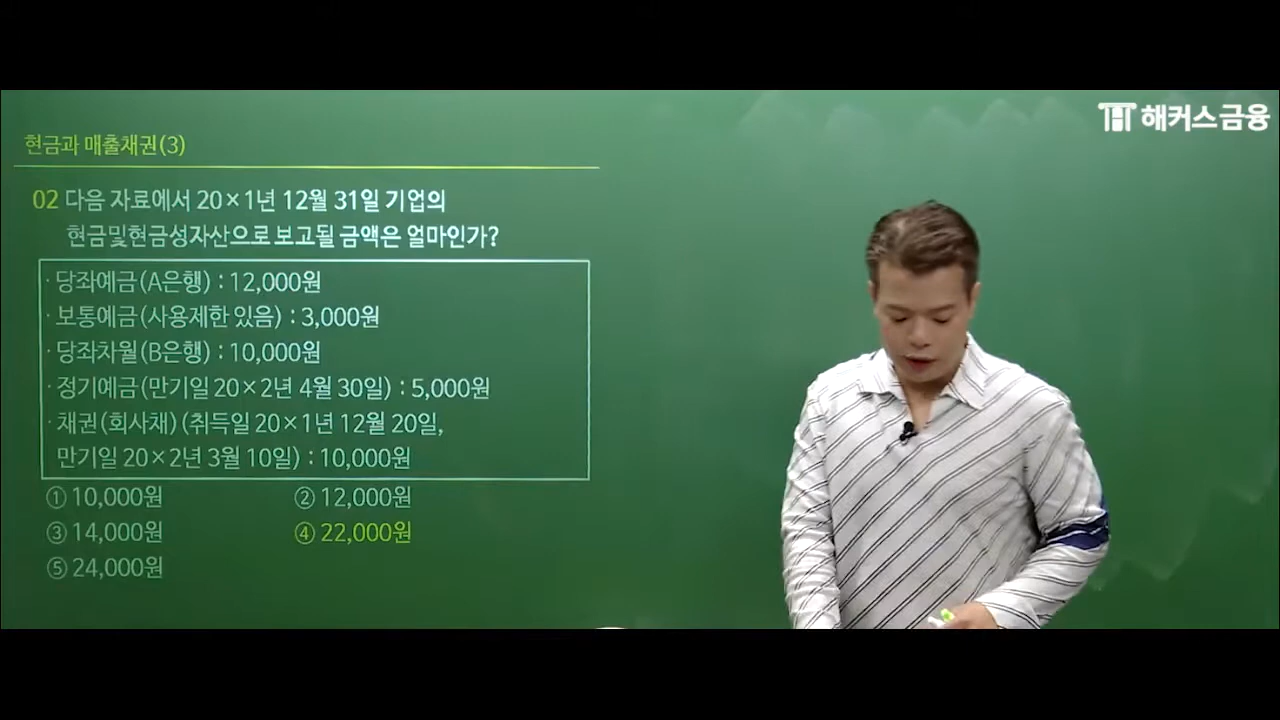 해커스금융
현금과 매출채권(3)
02 다음 자료에서 20×1년 12월 31일 기업의
현금및현금성자산으로 보고될 금액은 얼마인가?
· 당좌예금(A은행) : 12,000원
· 보통예금(사용제한 있음) : 3,000원
· 당좌차월(B은행) : 10,000원
· 정기예금(만기일 20×2년 4월 30일) : 5,000원
· 채권(회사채) (취득일 20×1년 12월 20일,
만기일 20×2년 3월 10일) : 10,000원
① 10,000원 ② 12,000원
③ 14,000원 ④ 22,000원
⑤ 24,000원